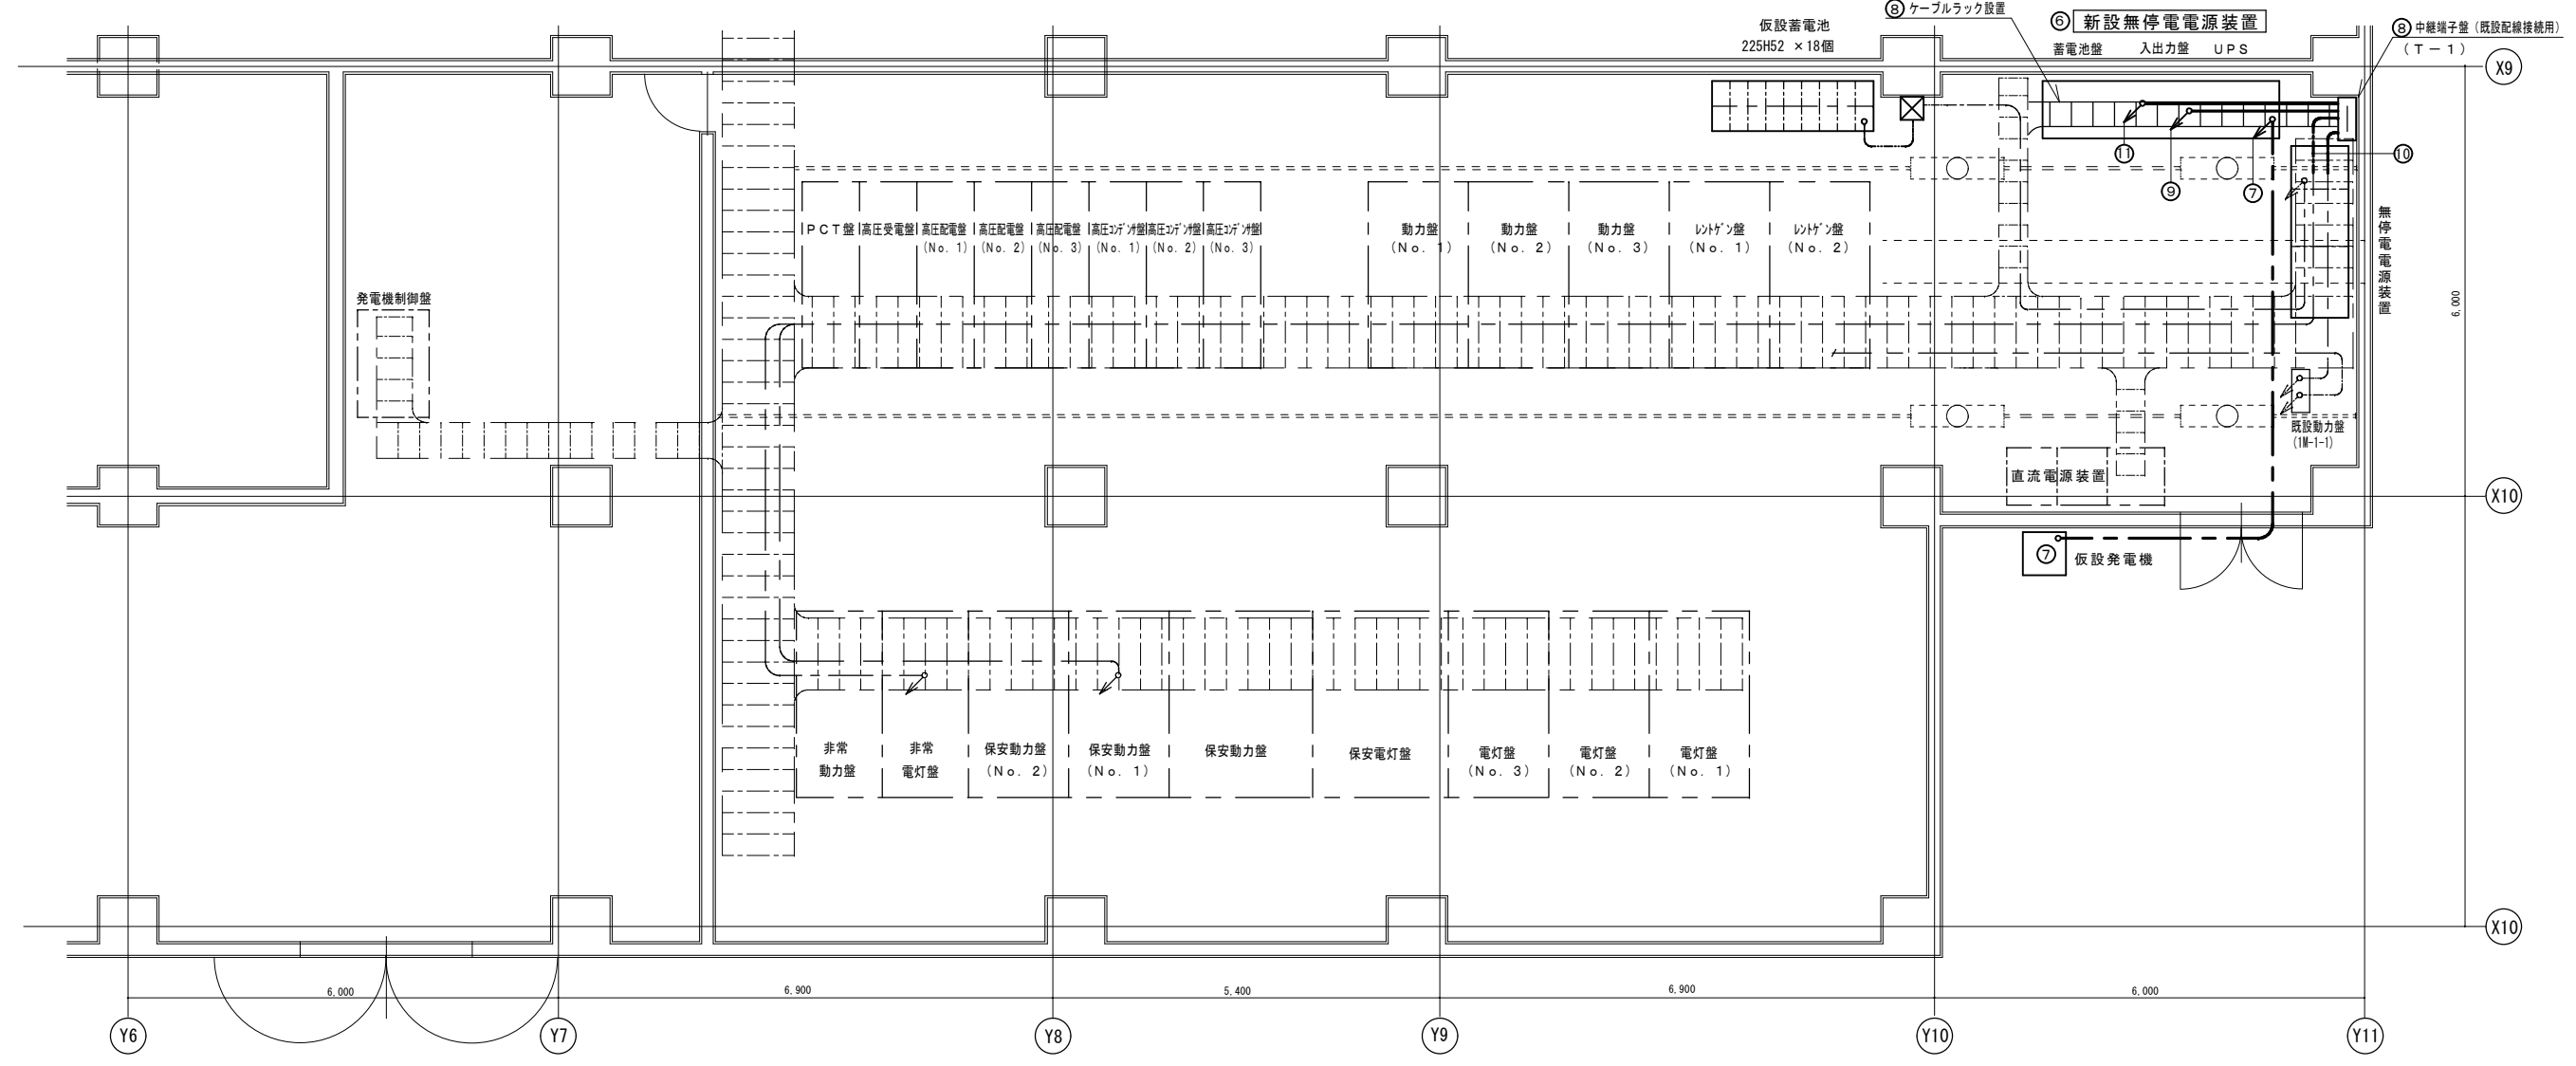 ⑧ ケーブルラック設置
仮設蓄電池
225H52 ×18個
⑥ 新設無停電電源装置
蓄電池盤 入出力盤 UPS
⑧ 中継端子盤（既設配線接続用）
（T－1）
X9
⑪
⑨
⑦
⑩
無停電電源装置
PCT盤
高圧受電盤
高圧配電盤
(No. 1)
高圧配電盤
(No. 2)
高圧配電盤
(No. 3)
高圧ｺﾝﾃﾞﾝｻ盤
(No. 1)
高圧ｺﾝﾃﾞﾝｻ盤
(No. 2)
高圧ｺﾝﾃﾞﾝｻ盤
(No. 3)
動力盤
(No. 1)
動力盤
(No. 2)
動力盤
(No. 3)
ﾚﾝﾄｹﾞﾝ盤
(No. 1)
ﾚﾝﾄｹﾞﾝ盤
(No. 2)
発電機制御盤
6,000
既設動力盤
(1M-1-1)
直流電源装置
X10
⑦ 仮設発電機
非常
動力盤
非常
電灯盤
保安動力盤
(No. 2)
保安動力盤
(No. 1)
保安動力盤
保安電灯盤
電灯盤
(No. 3)
電灯盤
(No. 2)
電灯盤
(No. 1)
X10
6,000
6,900
5,400
6,900
6,000
Y6
Y7
Y8
Y9
Y10
Y11